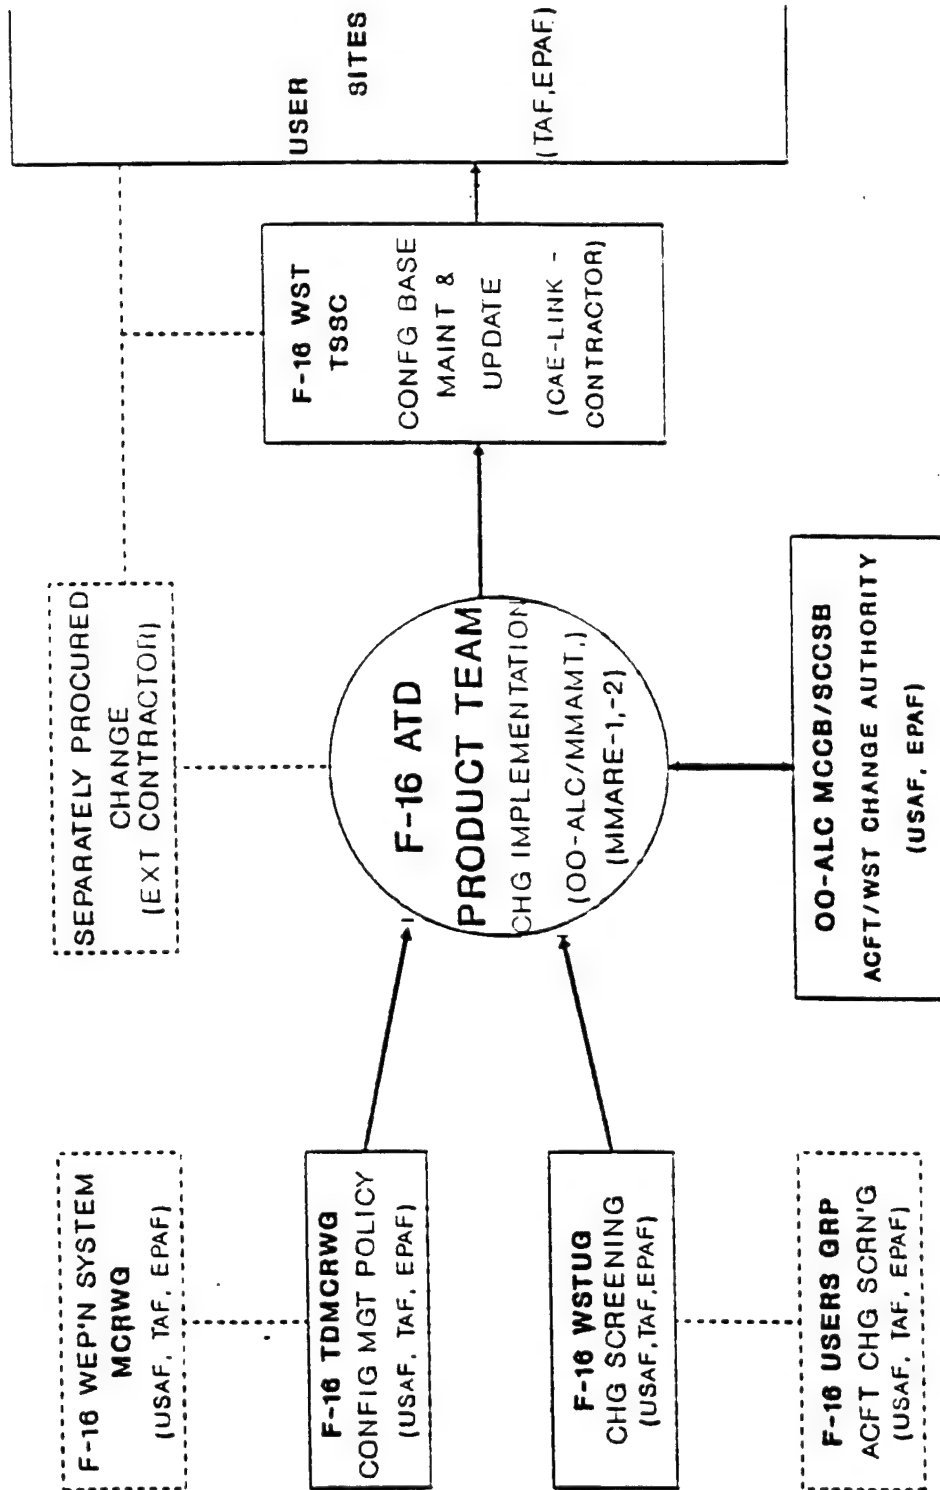 F-16 WEP'N SYSTEM
MCRWG
(USAF, TAF, EPAF)
F-16 TDMCRWG
CONFIG MGT POLICY
(USAF, TAF, EPAF)
F-16 WSTUG
CHG SCREENING
(USAF,TAF,EPAF)
F-16 USERS GRP
ACFT CHG SCRN'G
(USAF, TAF, EPAF)
SEPARATELY PROCURED
CHANGE
(EXT CONTRACTOR)
F-16 ATD
PRODUCT TEAM
CHG IMPLEMENTATION
(OO-ALC/MMAMT,)
(MMARE-1,-2)
OO-ALC MCCB/SCCSB
ACFT/WST CHANGE AUTHORITY
(USAF, EPAF)
F-16 WST
TSSC
CONFG BASE
MAINT &
UPDATE
(CAE-LINK -
CONTRACTOR)
USER
SITES
(TAF,EPAF)